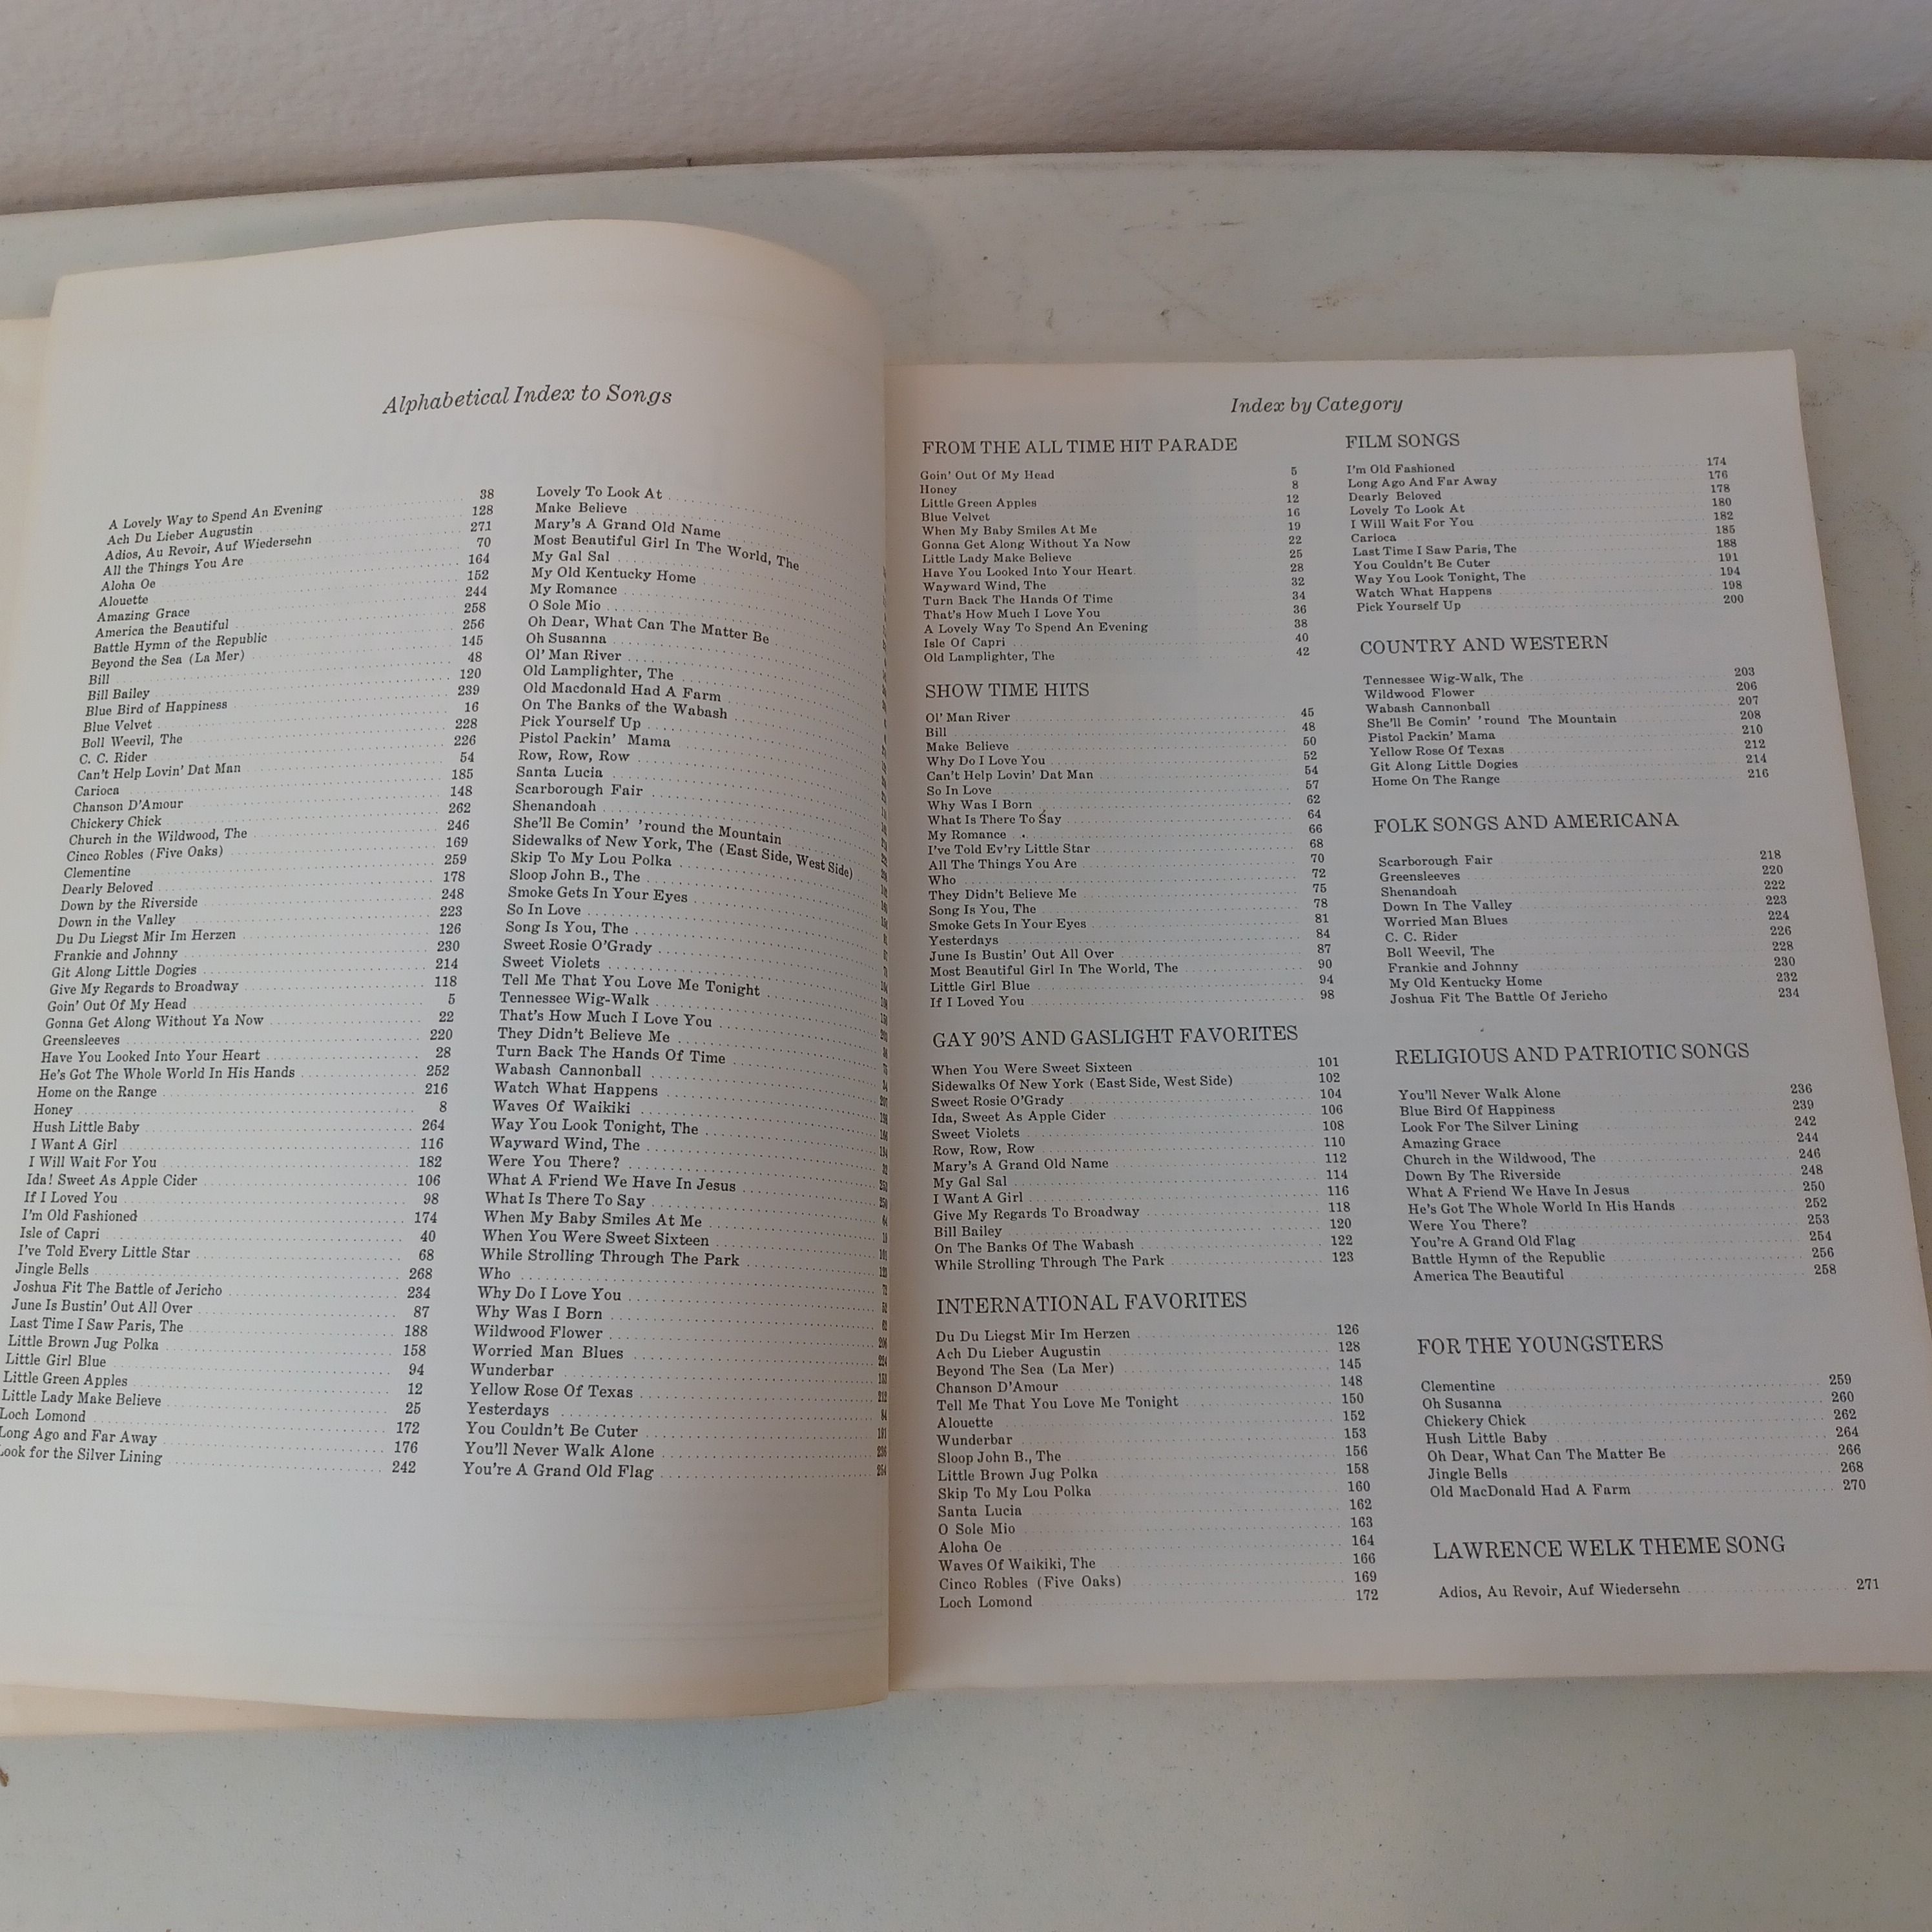 Alphabetical Index to Songs
A Lovely Way to Spend An Evening 38
Ach Du Lieber Augustin 128
Adios, Au Revoir, Auf Wiedersehn 271
All the Things You Are 70
Aloha Oe 164
Alouette 152
Amazing Grace 244
America the Beautiful 258
Battle Hymn of the Republic 256
Beyond the Sea (La Mer) 145
Bill 48
Bill Bailey 120
Blue Bird of Happiness 239
Blue Velvet 16
Boll Weevil, The 228
C. C. Rider 226
Can't Help Lovin' Dat Man 54
Carioca 185
Chanson D'Amour 148
Chickery Chick 262
Church in the Wildwood, The 246
Cinco Robles (Five Oaks) 169
Clementine 259
Dearly Beloved 178
Down by the Riverside 248
Down in the Valley 223
Du Du Liegst Mir Im Herzen 126
Frankie and Johnny 230
Git Along Little Dogies 214
Give My Regards to Broadway 118
Goin' Out Of My Head 5
Gonna Get Along Without Ya Now 22
Greensleeves 220
Have You Looked Into Your Heart 28
He's Got The Whole World In His Hands 252
Home on the Range 216
Honey 8
Hush Little Baby 264
I Want A Girl 116
I Will Wait For You 182
Ida! Sweet As Apple Cider 106
If I Loved You 98
I'm Old Fashioned 174
Isle of Capri 40
I've Told Every Little Star 68
Jingle Bells 268
Joshua Fit The Battle of Jericho 234
June Is Bustin' Out All Over 87
Last Time I Saw Paris, The 188
Little Brown Jug Polka 158
Little Girl Blue 94
Little Green Apples 12
Little Lady Make Believe 25
Loch Lomond 172
Long Ago and Far Away 176
Look for the Silver Lining 242
Lovely To Look At
Make Believe
Mary's A Grand Old Name
Most Beautiful Girl In The World, The
My Gal Sal
My Old Kentucky Home
My Romance
O Sole Mio
Oh Dear, What Can The Matter Be
Oh Susanna
Ol' Man River
Old Lamplighter, The
Old Macdonald Had A Farm
On The Banks of the Wabash
Pick Yourself Up
Pistol Packin' Mama
Row, Row, Row
Santa Lucia
Scarborough Fair
Shenandoah
She'll Be Comin' 'round the Mountain
Sidewalks of New York, The (East Side, West Side)
Skip To My Lou Polka
Sloop John B., The
Smoke Gets In Your Eyes
So In Love
Song Is You, The
Sweet Rosie O'Grady
Sweet Violets
Tell Me That You Love Me Tonight
Tennessee Wig-Walk
That's How Much I Love You
They Didn't Believe Me
Turn Back The Hands Of Time
Wabash Cannonball
Watch What Happens
Waves Of Waikiki
Way You Look Tonight, The
Wayward Wind, The
Were You There?
What A Friend We Have In Jesus
What Is There To Say
When My Baby Smiles At Me
When You Were Sweet Sixteen
While Strolling Through The Park
Who
Why Do I Love You
Why Was I Born
Wildwood Flower
Worried Man Blues
Wunderbar
Yellow Rose Of Texas
Yesterdays
You Couldn't Be Cuter
You'll Never Walk Alone
You're A Grand Old Flag
Index by Category
FROM THE ALL TIME HIT PARADE
Goin' Out Of My Head 5
Honey 8
Little Green Apples 12
Blue Velvet 16
When My Baby Smiles At Me 19
Gonna Get Along Without Ya Now 22
Little Lady Make Believe 25
Have You Looked Into Your Heart 28
Wayward Wind, The 32
Turn Back The Hands Of Time 34
That's How Much I Love You 36
A Lovely Way To Spend An Evening 38
Isle Of Capri 40
Old Lamplighter, The 42
SHOW TIME HITS
Ol' Man River 45
Bill 48
Make Believe 50
Why Do I Love You 52
Can't Help Lovin' Dat Man 54
So In Love 57
Why Was I Born 62
What Is There To Say 64
My Romance 66
I've Told Ev'ry Little Star 68
All The Things You Are 70
Who 72
They Didn't Believe Me 75
Song Is You, The 78
Smoke Gets In Your Eyes 81
Yesterdays 84
June Is Bustin' Out All Over 87
Most Beautiful Girl In The World, The 90
Little Girl Blue 94
If I Loved You 98
GAY 90'S AND GASLIGHT FAVORITES
When You Were Sweet Sixteen 101
Sidewalks Of New York (East Side, West Side) 102
Sweet Rosie O'Grady 104
Ida, Sweet As Apple Cider 106
Sweet Violets 108
Row, Row, Row 110
Mary's A Grand Old Name 112
My Gal Sal 114
I Want A Girl 116
Give My Regards To Broadway 118
Bill Bailey 120
On The Banks Of The Wabash 122
While Strolling Through The Park 123
INTERNATIONAL FAVORITES
Du Du Liegst Mir Im Herzen 126
Ach Du Lieber Augustin 128
Beyond The Sea (La Mer) 145
Chanson D'Amour 148
Tell Me That You Love Me Tonight 150
Alouette 152
Wunderbar 153
Sloop John B., The 156
Little Brown Jug Polka 158
Skip To My Lou Polka 160
Santa Lucia 162
O Sole Mio 163
Aloha Oe 164
Waves Of Waikiki, The 166
Cinco Robles (Five Oaks) 169
Loch Lomond 172
FILM SONGS
I'm Old Fashioned 174
Long Ago And Far Away 176
Dearly Beloved 178
Lovely To Look At 180
I Will Wait For You 182
Carioca 185
Last Time I Saw Paris, The 188
You Couldn't Be Cuter 191
Way You Look Tonight, The 194
Watch What Happens 198
Pick Yourself Up 200
COUNTRY AND WESTERN
Tennessee Wig-Walk, The 203
Wildwood Flower 206
Wabash Cannonball 207
She'll Be Comin' 'round The Mountain 208
Pistol Packin' Mama 210
Yellow Rose Of Texas 212
Git Along Little Dogies 214
Home On The Range 216
FOLK SONGS AND AMERICANA
Scarborough Fair 218
Greensleeves 220
Shenandoah 222
Down In The Valley 223
Worried Man Blues 224
C. C. Rider 226
Boll Weevil, The 228
Frankie and Johnny 230
My Old Kentucky Home 232
Joshua Fit The Battle Of Jericho 234
RELIGIOUS AND PATRIOTIC SONGS
You'll Never Walk Alone 236
Blue Bird Of Happiness 239
Look For The Silver Lining 242
Amazing Grace 244
Church in the Wildwood, The 246
Down By The Riverside 248
What A Friend We Have In Jesus 250
He's Got The Whole World In His Hands 252
Were You There? 253
You're A Grand Old Flag 254
Battle Hymn of the Republic 256
America The Beautiful 258
FOR THE YOUNGSTERS
Clementine 259
Oh Susanna 260
Chickery Chick 262
Hush Little Baby 264
Oh Dear, What Can The Matter Be 266
Jingle Bells 268
Old MacDonald Had A Farm 270
LAWRENCE WELK THEME SONG
Adios, Au Revoir, Auf Wiedersehn 271